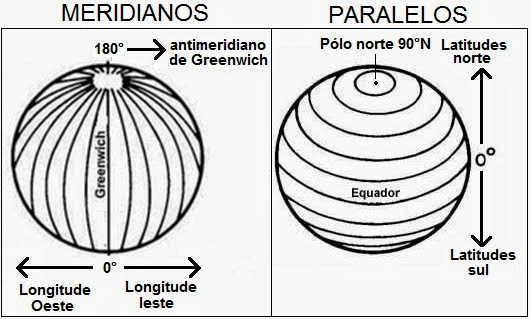 MERIDIANOS
180°
antimeridiano
de Greenwich
Greenwich
0°
Longitude
Oeste
Longitude
leste
PARALELOS
Pólo norte 90°N
Latitudes
norte
0°
Equador
Latitudes
sul